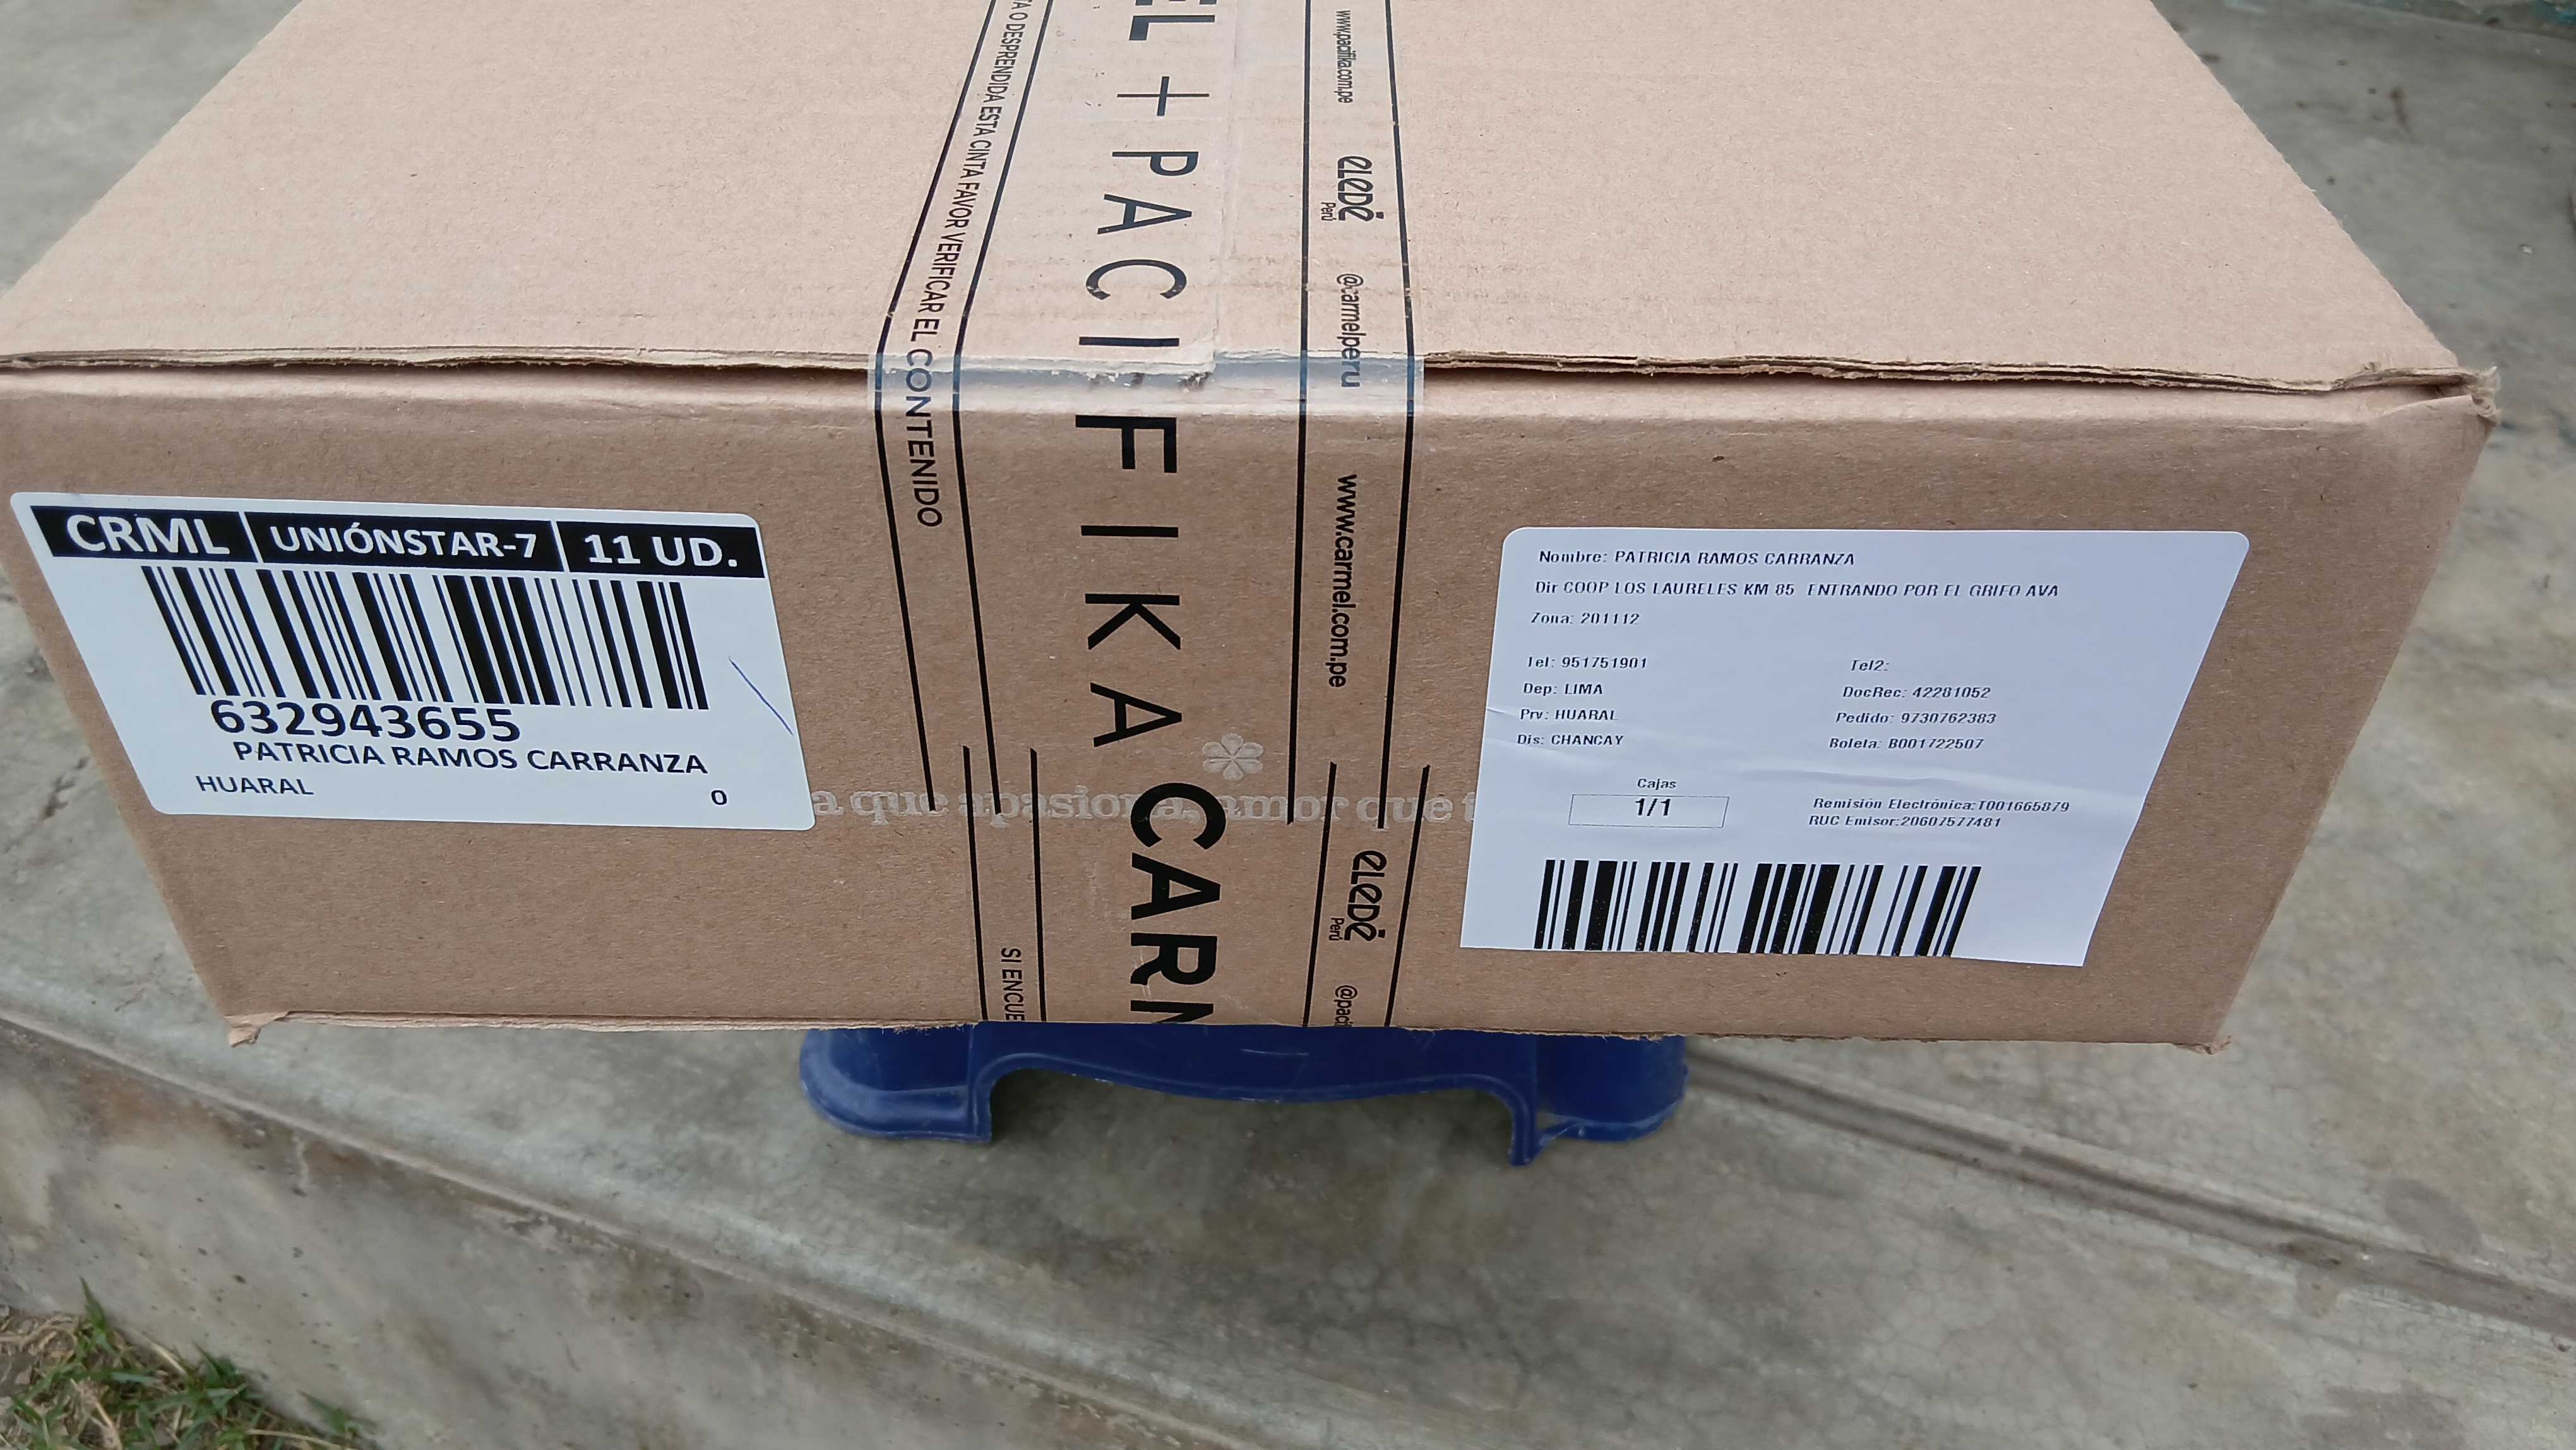 CRML UNIÓNSTAR-7 11 UD.
632943655
PATRICIA RAMOS CARRANZA
HUARAL 0
TA O DESPRENDIDA ESTA CINTA FAVOR VERIFICAR EL CONTENIDO
SI ENCUE
EL + PACIFIKA CARM
www.pacifika.com.pe
eLeDé
Perú
@carmelperu
www.carmel.com.pe
eLeDé
Perú
@paci
a que apasiona, amor que t
Nombre: PATRICIA RAMOS CARRANZA
Dir COOP LOS LAURELES KM 85 ENTRANDO POR EL GRIFO AVA
Zona: 201112
Tel: 951751901 Tel2:
Dep: LIMA DocRec: 42281052
Prv: HUARAL Pedido: 9730762383
Dis: CHANCAY Boleta: B001722507
Cajas
1/1
Remisión Electrónica:T001665879
RUC Emisor:20607577481